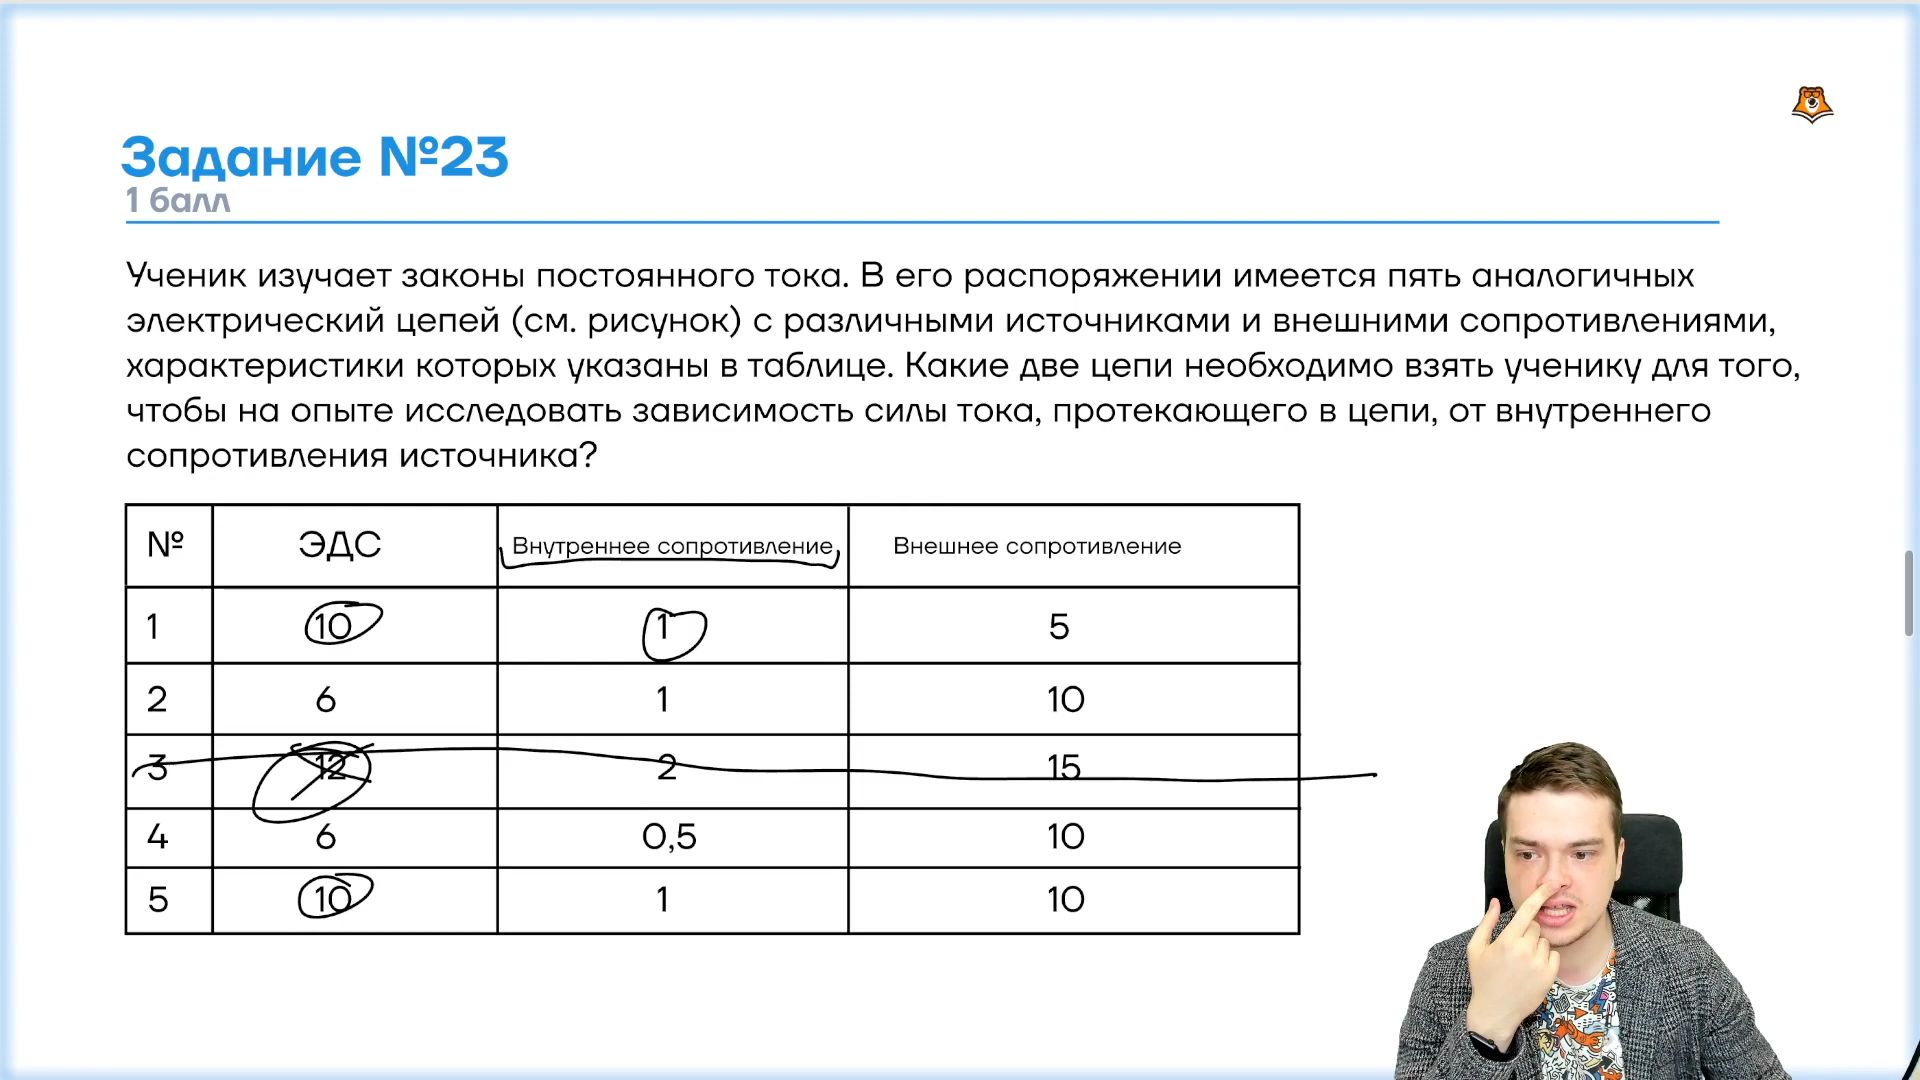 Задание №23
1 балл
Ученик изучает законы постоянного тока. В его распоряжении имеется пять аналогичных
электрический цепей (см. рисунок) с различными источниками и внешними сопротивлениями,
характеристики которых указаны в таблице. Какие две цепи необходимо взять ученику для того,
чтобы на опыте исследовать зависимость силы тока, протекающего в цепи, от внутреннего
сопротивления источника?
№ ЭДС Внутреннее сопротивление Внешнее сопротивление
1 10 1 5
2 6 1 10
3 12 2 15
4 6 0,5 10
5 10 1 10